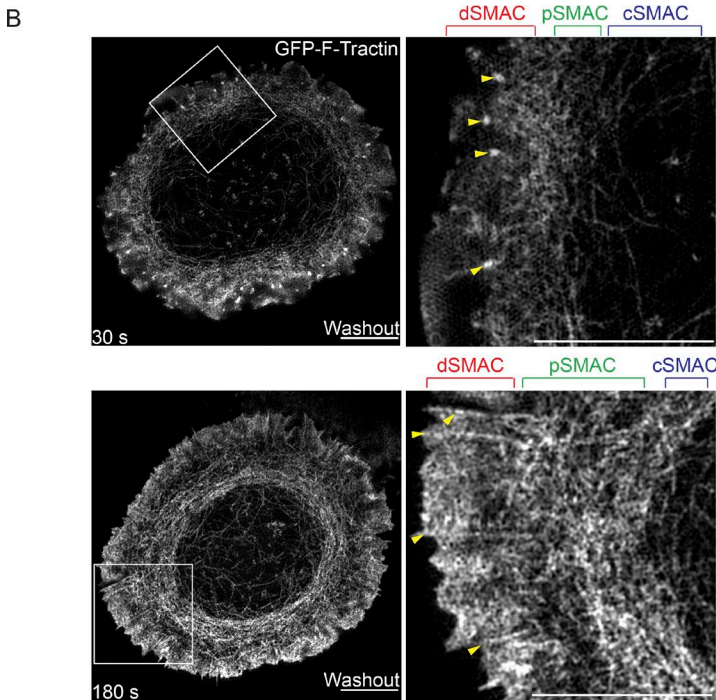 B
dSMAC pSMAC cSMAC
GFP-F-Tractin
Washout
30 s
dSMAC pSMAC cSMAC
Washout
180 s